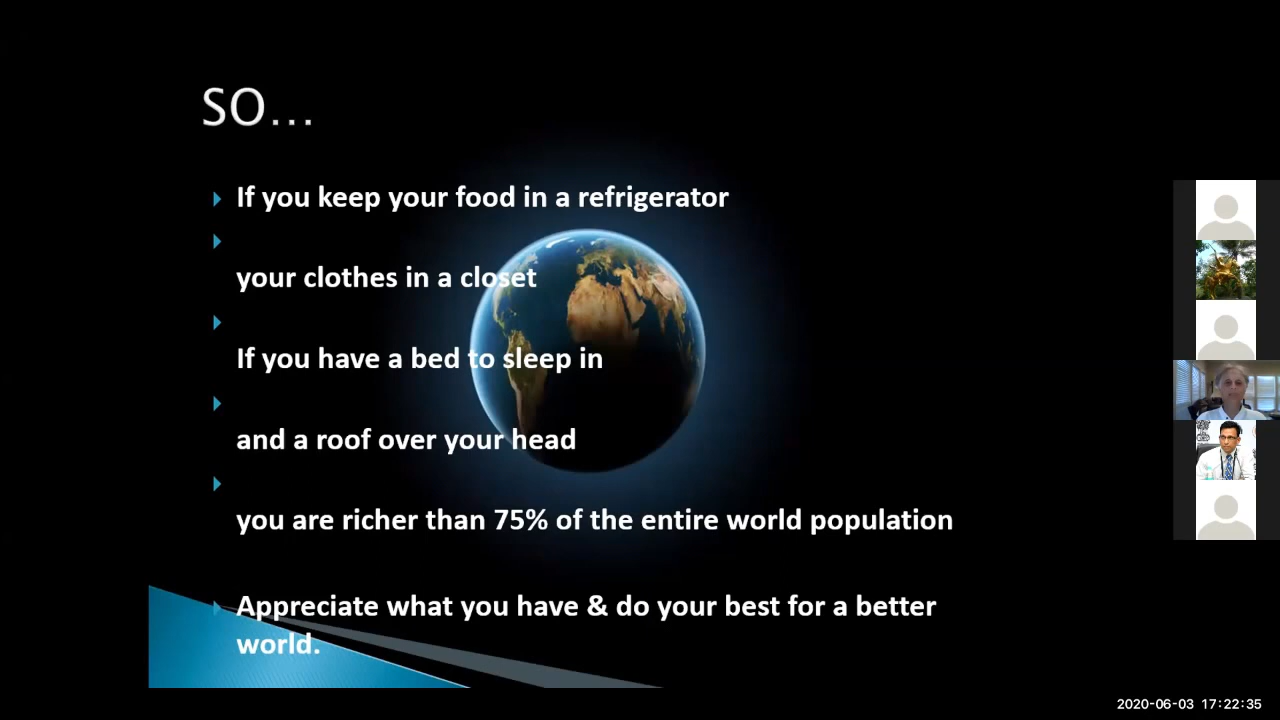 SO...
If you keep your food in a refrigerator
your clothes in a closet
If you have a bed to sleep in
and a roof over your head
you are richer than 75% of the entire world population
Appreciate what you have & do your best for a better
world.
2020-06-03 17:22:35